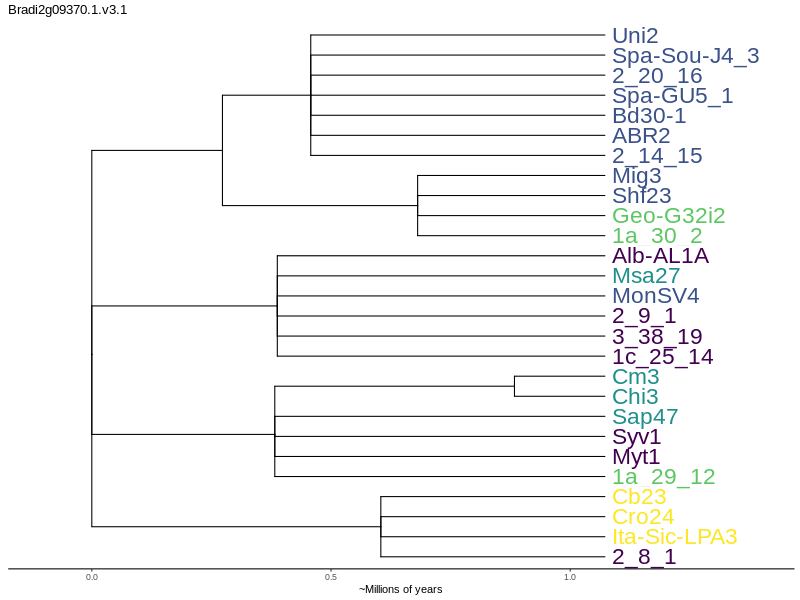 Bradi2g09370.1.v3.1
Uni2
Spa-Sou-J4_3
2_20_16
Spa-GU5_1
Bd30-1
ABR2
2_14_15
Mig3
Shf23
Geo-G32i2
1a_30_2
Alb-AL1A
Msa27
MonSV4
2_9_1
3_38_19
1c_25_14
Cm3
Chi3
Sap47
Syv1
Myt1
1a_29_12
Cb23
Cro24
Ita-Sic-LPA3
2_8_1
0.0 0.5 1.0
~Millions of years